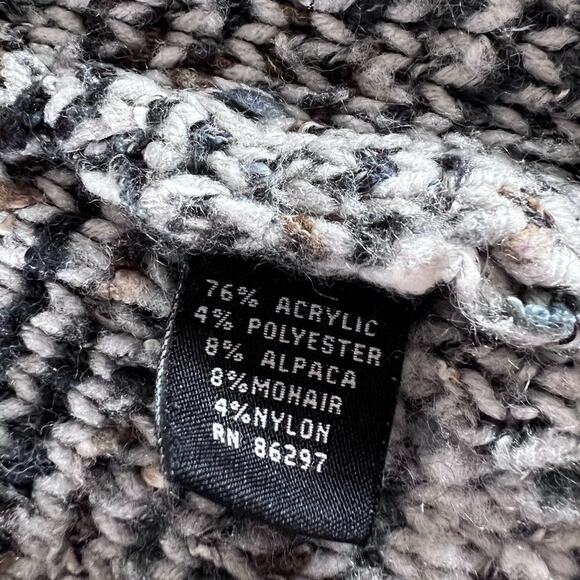 76% ACRYLIC
4% POLYESTER
8% ALPACA
8%MOHAIR
4%NYLON
RN 86297